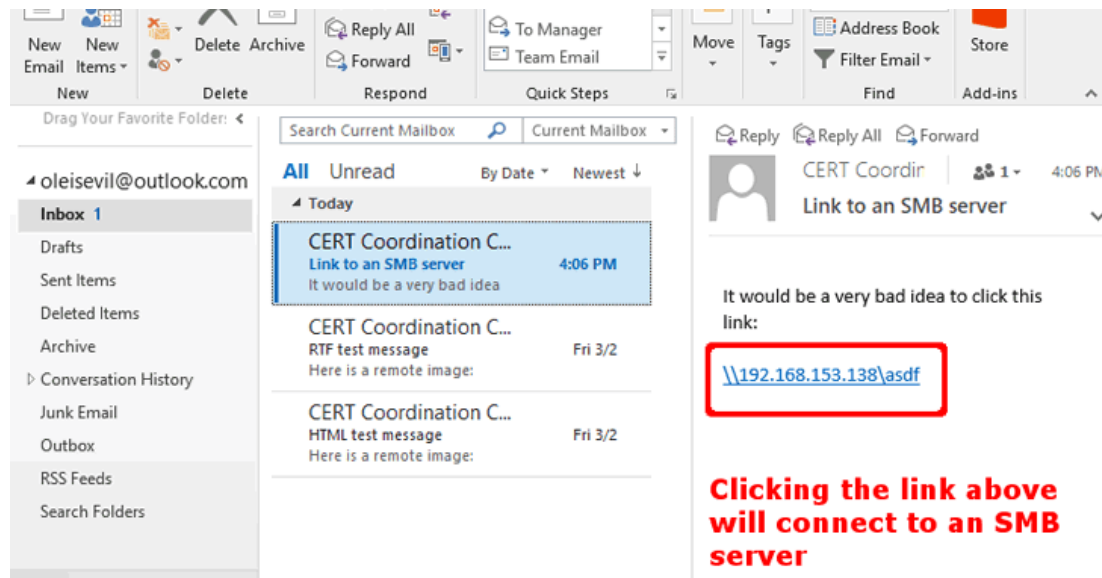 Reply All
To Manager
Address Book
New Email
New Items
Delete
Archive
Forward
Team Email
Move
Tags
Filter Email
Store
New
Delete
Respond
Quick Steps
Find
Add-ins
Drag Your Favorite Folder:
oleisevil@outlook.com
Inbox 1
Drafts
Sent Items
Deleted Items
Archive
Conversation History
Junk Email
Outbox
RSS Feeds
Search Folders
Search Current Mailbox
Current Mailbox
All Unread By Date Newest
Today
CERT Coordination C...
Link to an SMB server 4:06 PM
It would be a very bad idea
CERT Coordination C...
RTF test message Fri 3/2
Here is a remote image:
CERT Coordination C...
HTML test message Fri 3/2
Here is a remote image:
Reply Reply All Forward
CERT Coordir 1 4:06 PM
Link to an SMB server
It would be a very bad idea to click this
link:
\\192.168.153.138\asdf
Clicking the link above
will connect to an SMB
server